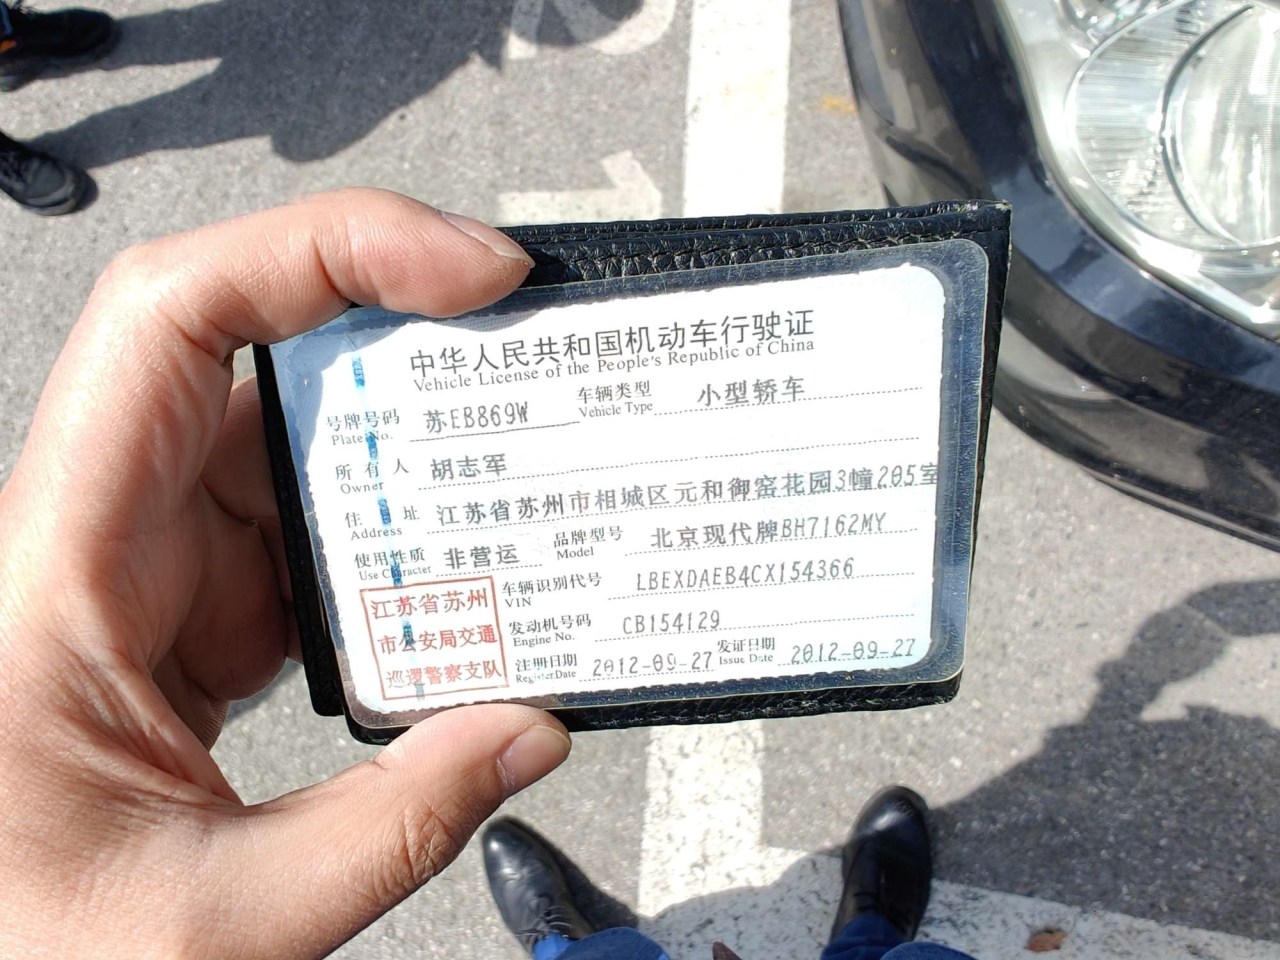 中华人民共和国机动车行驶证
Vehicle License of the People's Republic of China
号牌号码 苏EB869W 车辆类型 小型轿车
Plate No. Vehicle Type
所有人 胡志军
Owner
住址 江苏省苏州市相城区元和御窑花园3幢205室
Address
使用性质 非营运 品牌型号 北京现代牌BH7162MY
Use Character Model
车辆识别代号 LBEXDAEB4CX154366
VIN
发动机号码 CB154129
Engine No.
注册日期 2012-09-27 发证日期 2012-09-27
Register Date Issue Date
江苏省苏州
市公安局交通
巡逻警察支队